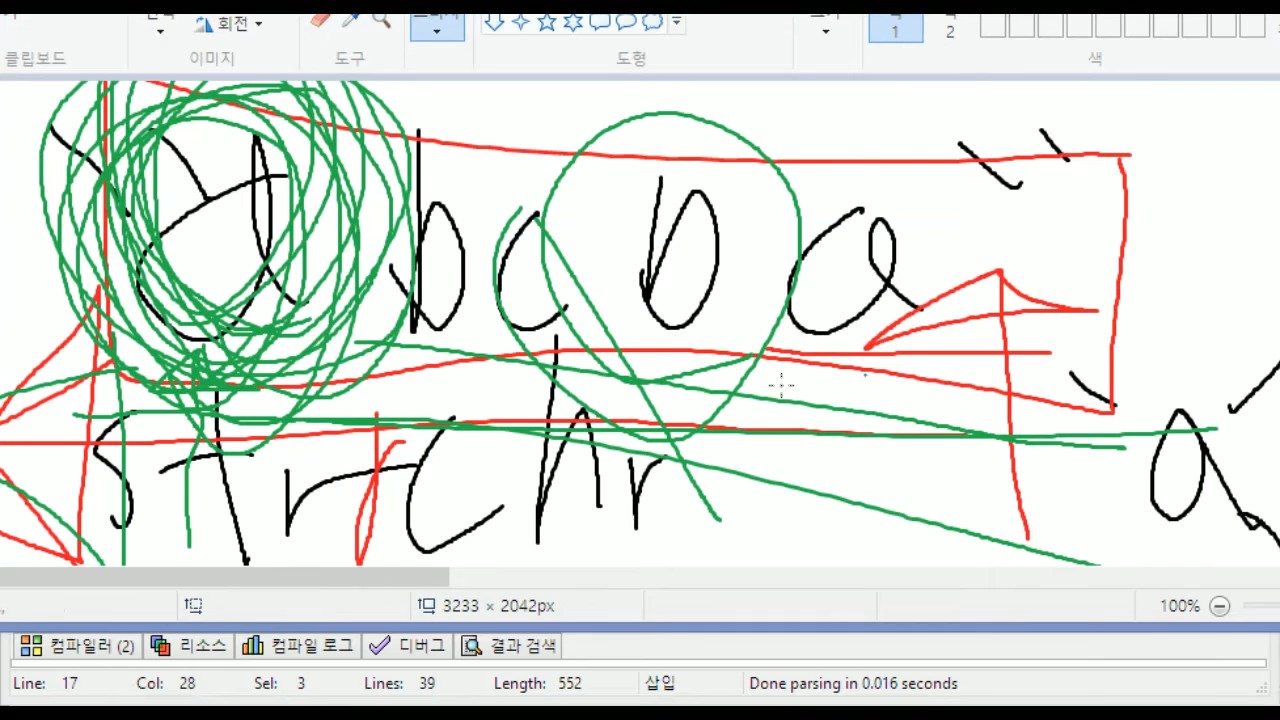 회전
1 2
클립보드 이미지 도구 도형 색
abcba
strchr a
3233 × 2042px 100%
컴파일러 (2) 리소스 컴파일 로그 디버그 결과 검색
Line: 17 Col: 28 Sel: 3 Lines: 39 Length: 552 삽입 Done parsing in 0.016 seconds